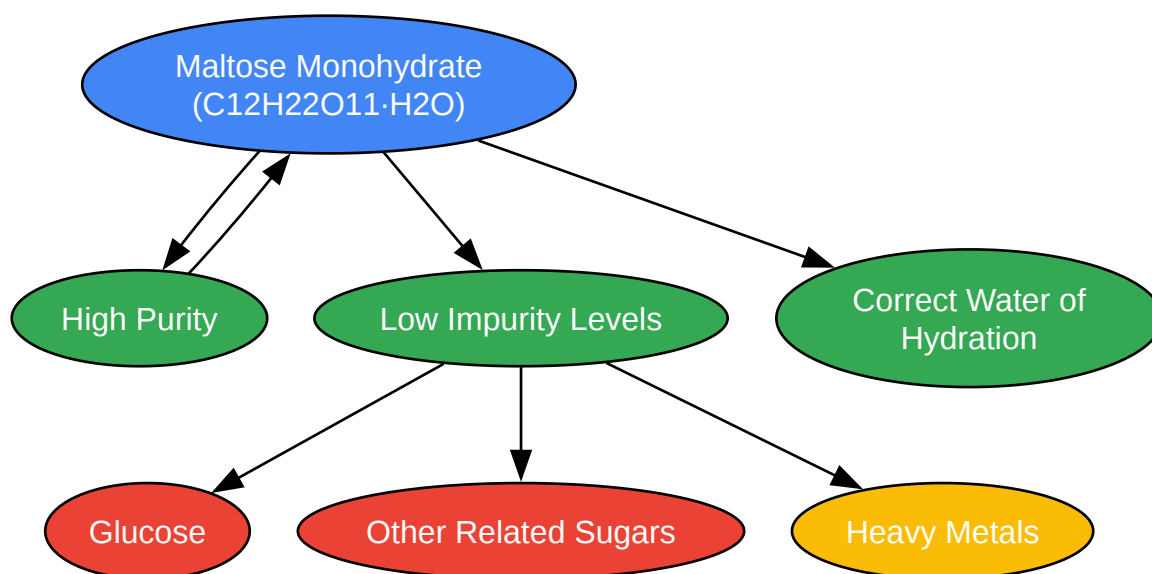 Maltose Monohydrate
(C12H22O11·H2O)
High Purity
Low Impurity Levels
Correct Water of
Hydration
Glucose
Other Related Sugars
Heavy Metals